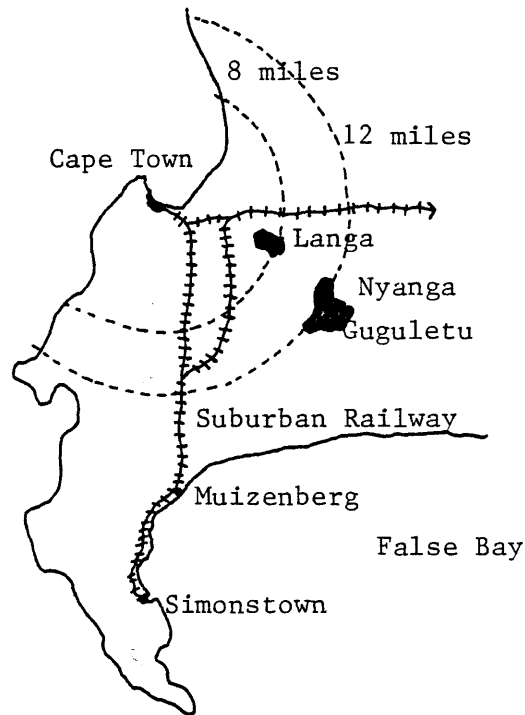 8 miles
12 miles
Cape Town
Langa
Nyanga
Guguletu
Suburban Railway
Muizenberg
False Bay
Simonstown